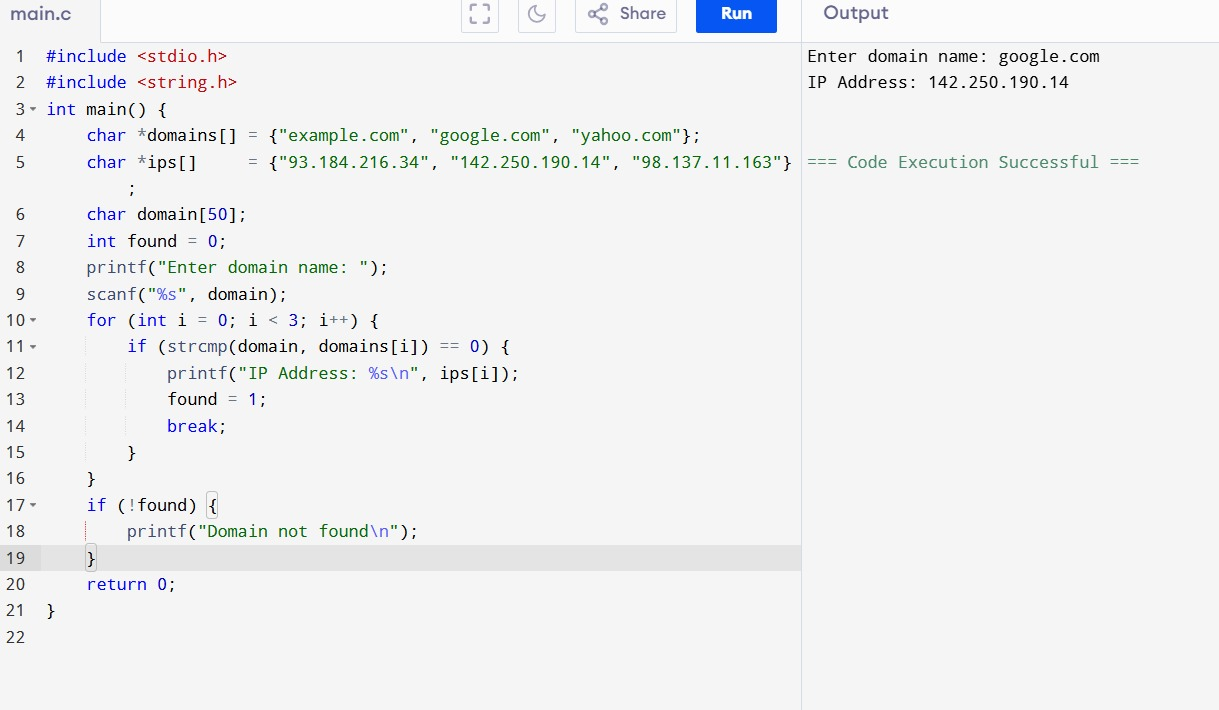 main.c
Share
Run
Output
1 #include <stdio.h>
2 #include <string.h>
3 int main() {
4     char *domains[] = {"example.com", "google.com", "yahoo.com"};
5     char *ips[]     = {"93.184.216.34", "142.250.190.14", "98.137.11.163"}
        ;
6     char domain[50];
7     int found = 0;
8     printf("Enter domain name: ");
9     scanf("%s", domain);
10     for (int i = 0; i < 3; i++) {
11         if (strcmp(domain, domains[i]) == 0) {
12             printf("IP Address: %s\n", ips[i]);
13             found = 1;
14             break;
15         }
16     }
17     if (!found) {
18         printf("Domain not found\n");
19     }
20     return 0;
21 }
22
Enter domain name: google.com
IP Address: 142.250.190.14
=== Code Execution Successful ===